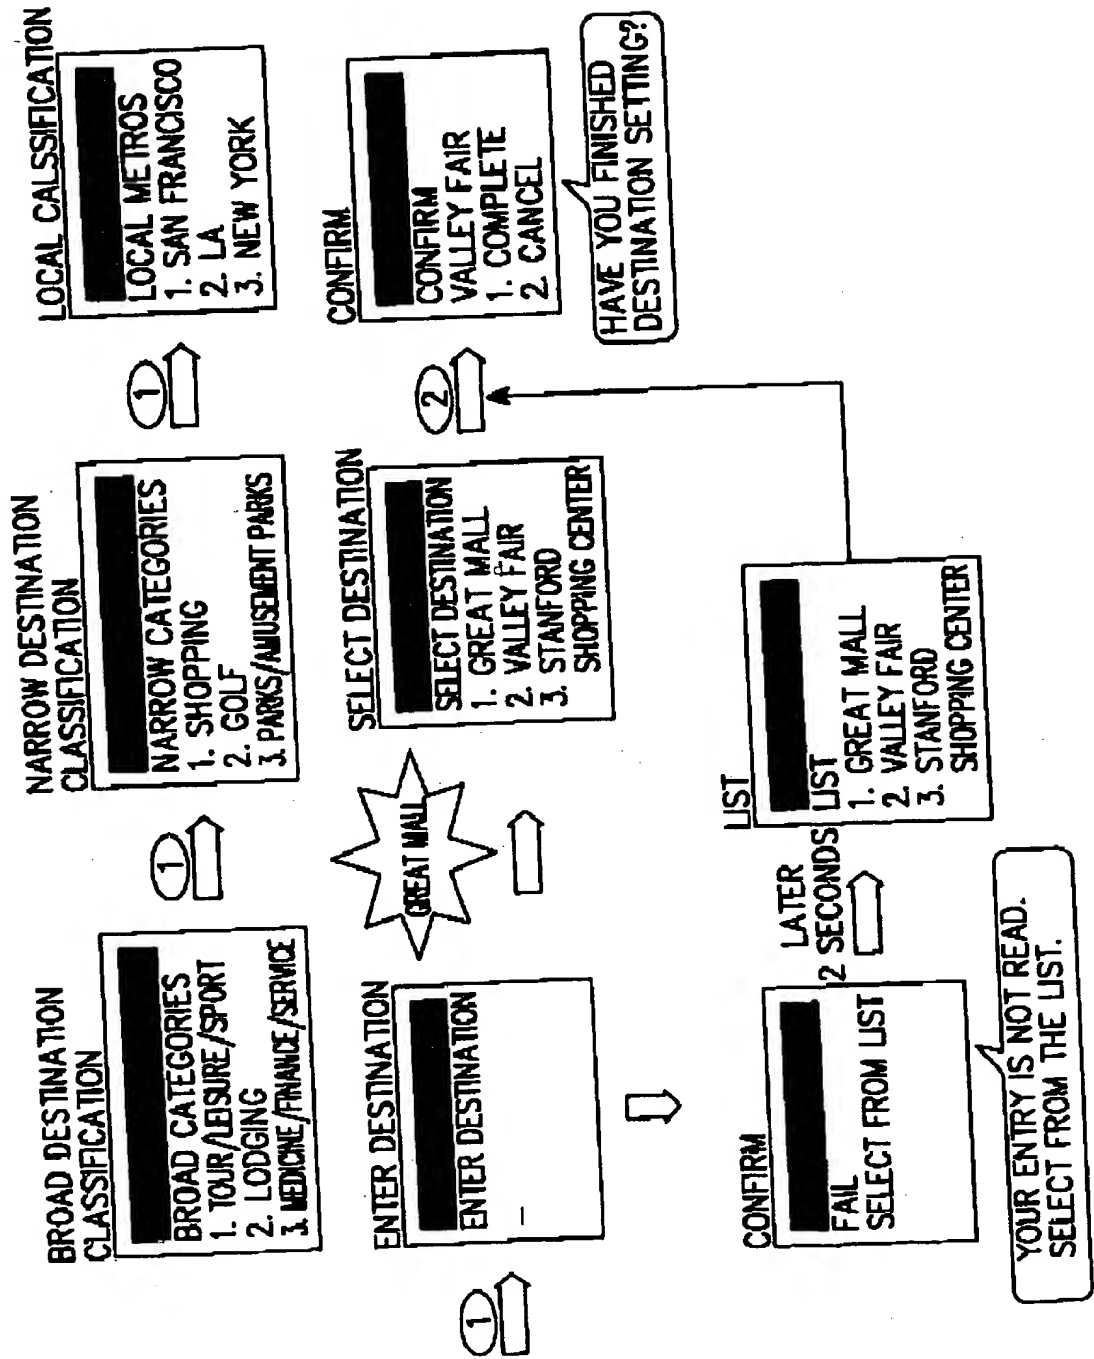 BROAD DESTINATION
CLASSIFICATION
BROAD CATEGORIES
1. TOUR/LEISURE/SPORT
2. LODGING
3. MEDICINE/FINANCE/SERVICE
1
NARROW DESTINATION
CLASSIFICATION
NARROW CATEGORIES
1. SHOPPING
2. GOLF
3. PARKS/AMUSEMENT PARKS
1
LOCAL CALSSIFICATION
LOCAL METROS
1. SAN FRANCISCO
2. LA
3. NEW YORK
1
ENTER DESTINATION
ENTER DESTINATION
GREAT MALL
SELECT DESTINATION
SELECT DESTINATION
1. GREAT MALL
2. VALLEY FAIR
3. STANFORD
SHOPPING CENTER
2
CONFIRM
CONFIRM
VALLEY FAIR
1. COMPLETE
2. CANCEL
HAVE YOU FINISHED
DESTINATION SETTING?
CONFIRM
FAIL
SELECT FROM LIST
YOUR ENTRY IS NOT READ.
SELECT FROM THE LIST.
LATER
2 SECONDS
LIST
LIST
1. GREAT MALL
2. VALLEY FAIR
3. STANFORD
SHOPPING CENTER